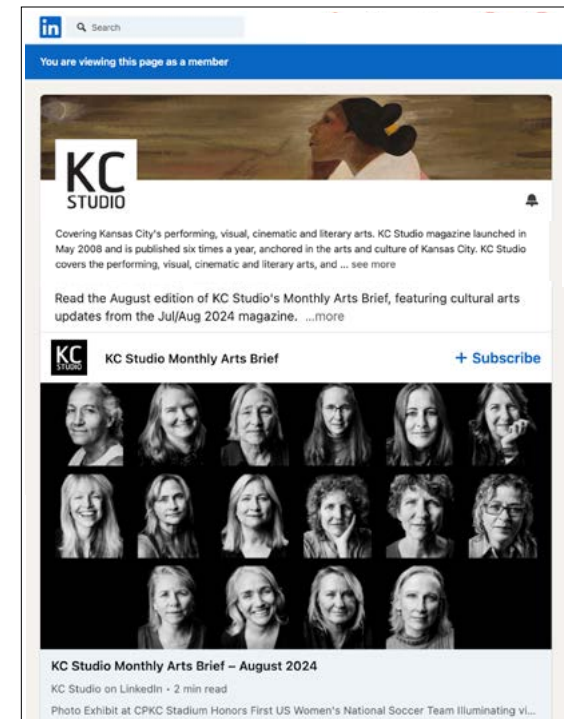 in
Search
You are viewing this page as a member
KC
STUDIO
Covering Kansas City's performing, visual, cinematic and literary arts. KC Studio magazine launched in
May 2008 and is published six times a year, anchored in the arts and culture of Kansas City. KC Studio
covers the performing, visual, cinematic and literary arts, and ... see more
Read the August edition of KC Studio's Monthly Arts Brief, featuring cultural arts
updates from the Jul/Aug 2024 magazine. ...more
KC
STUDIO
KC Studio Monthly Arts Brief
+ Subscribe
KC Studio Monthly Arts Brief – August 2024
KC Studio on LinkedIn • 2 min read
Photo Exhibit at CPKC Stadium Honors First US Women's National Soccer Team Illuminating vi...